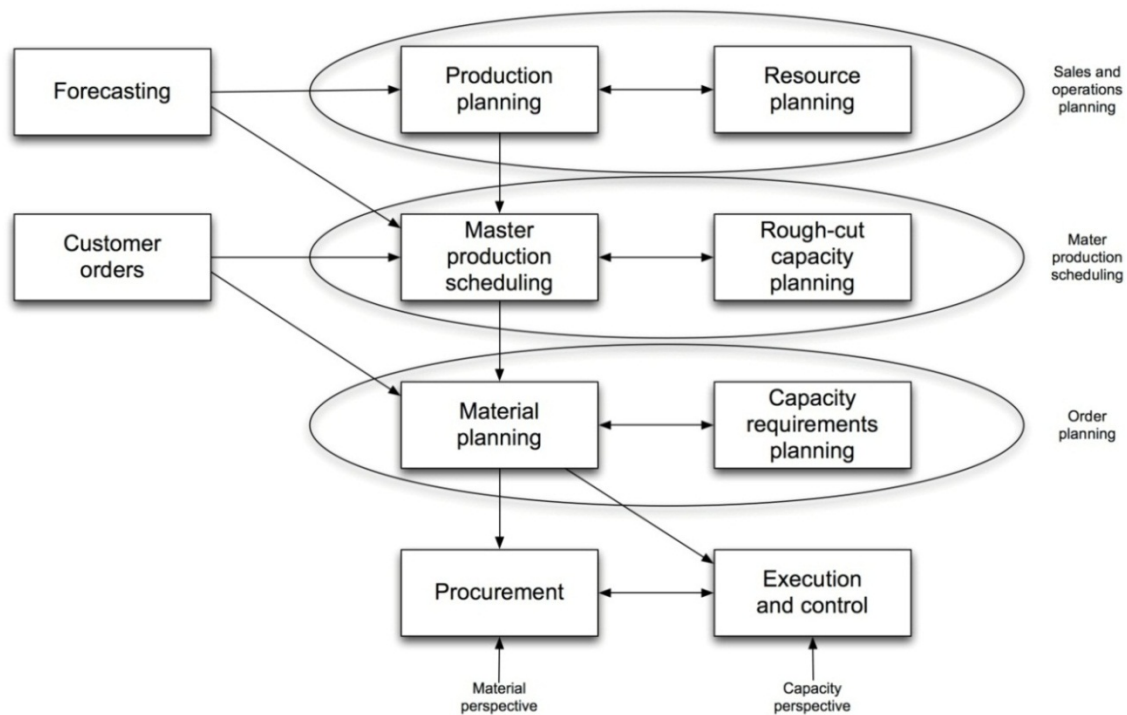 Forecasting
Production
planning
Resource
planning
Sales and
operations
planning
Customer
orders
Master
production
scheduling
Rough-cut
capacity
planning
Mater
production
scheduling
Material
planning
Capacity
requirements
planning
Order
planning
Procurement
Execution
and control
Material
perspective
Capacity
perspective